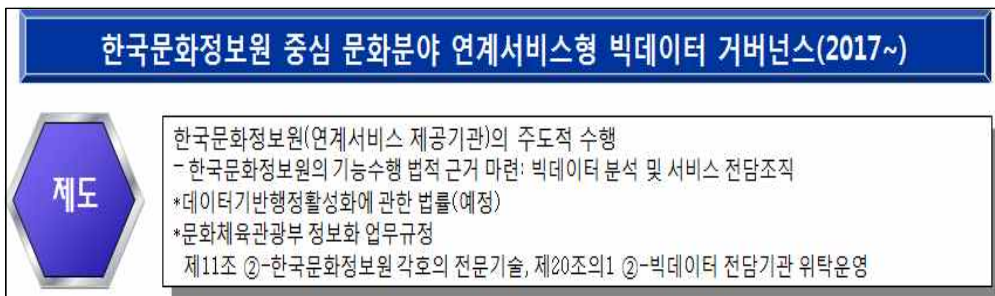 한국문화정보원 중심 문화분야 연계서비스형 빅데이터 거버넌스(2017~)
제도
한국문화정보원(연계서비스 제공기관)의 주도적 수행
- 한국문화정보원의 기능수행 법적 근거 마련: 빅데이터 분석 및 서비스 전담조직
*데이터기반행정활성화에 관한 법률(예정)
*문화체육관광부 정보화 업무규정
제11조 ②-한국문화정보원 각호의 전문기술, 제20조의1 ②-빅데이터 전담기관 위탁운영